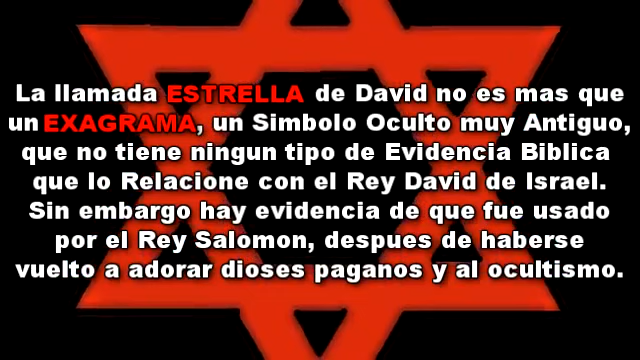 La llamada ESTRELLA de David no es mas que
un EXAGRAMA, un Simbolo Oculto muy Antiguo,
que no tiene ningun tipo de Evidencia Biblica
que lo Relacione con el Rey David de Israel.
Sin embargo hay evidencia de que fue usado
por el Rey Salomon, despues de haberse
vuelto a adorar dioses paganos y al ocultismo.